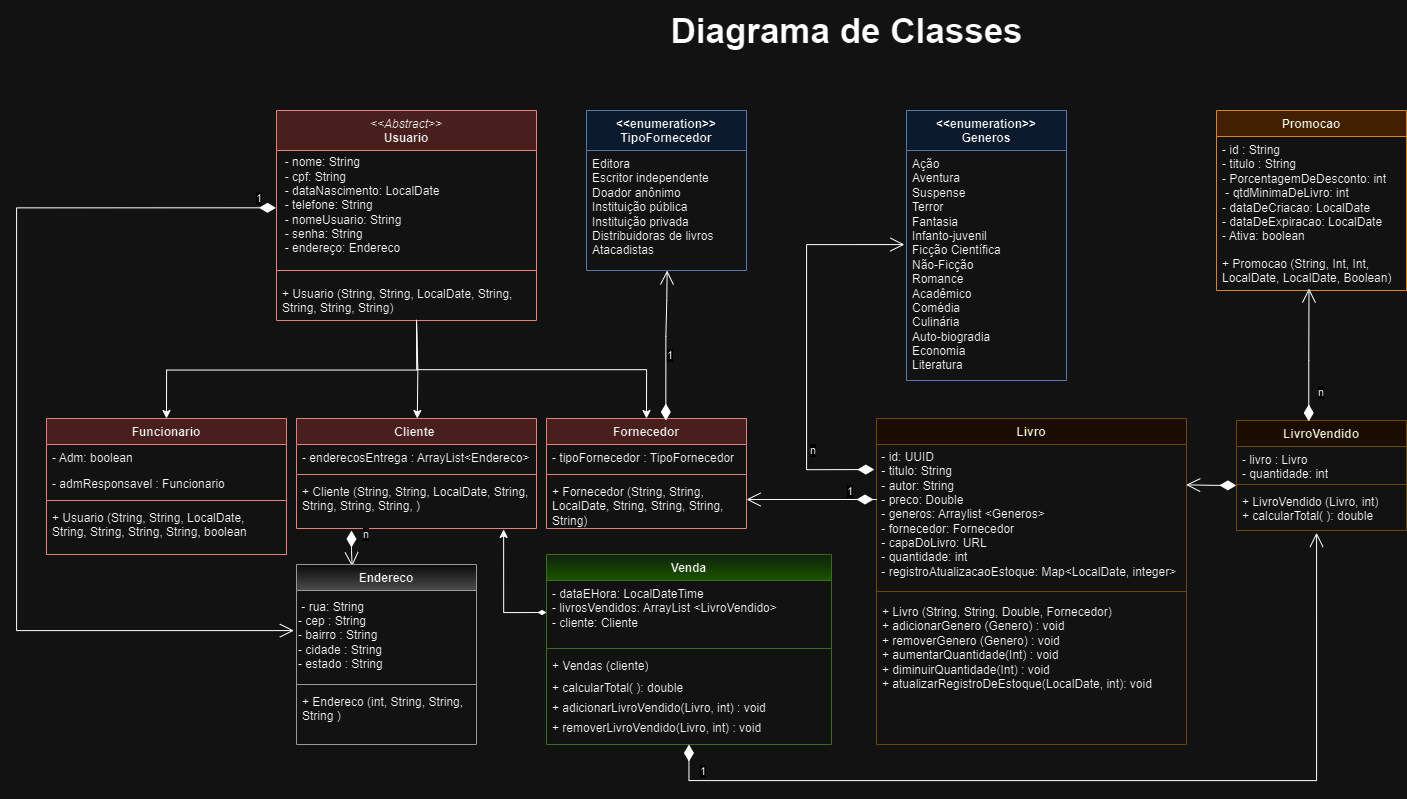 Diagrama de Classes
<<Abstract>>
Usuario
- nome: String
- cpf: String
- dataNascimento: LocalDate
- telefone: String
- nomeUsuario: String
- senha: String
- endereço: Endereco
+ Usuario (String, String, LocalDate, String,
String, String, String)
1
<<enumeration>>
TipoFornecedor
Editora
Escritor independente
Doador anônimo
Instituição pública
Instituição privada
Distribuidoras de livros
Atacadistas
1
<<enumeration>>
Generos
Ação
Aventura
Suspense
Terror
Fantasia
Infanto-juvenil
Ficção Científica
Não-Ficção
Romance
Acadêmico
Comédia
Culinária
Auto-biogradia
Economia
Literatura
n
Promocao
- id : String
- titulo : String
- PorcentagemDeDesconto: int
- qtdMinimaDeLivro: int
- dataDeCriacao: LocalDate
- dataDeExpiracao: LocalDate
- Ativa: boolean
+ Promocao (String, Int, Int,
LocalDate, LocalDate, Boolean)
n
Funcionario
- Adm: boolean
- admResponsavel : Funcionario
+ Usuario (String, String, LocalDate,
String, String, String, String, boolean
Cliente
- enderecosEntrega : ArrayList<Endereco>
+ Cliente (String, String, LocalDate, String,
String, String, String, )
n
Fornecedor
- tipoFornecedor : TipoFornecedor
+ Fornecedor (String, String,
LocalDate, String, String, String,
String)
1
Livro
- id: UUID
- titulo: String
- autor: String
- preco: Double
- generos: Arraylist <Generos>
- fornecedor: Fornecedor
- capaDoLivro: URL
- quantidade: int
- registroAtualizacaoEstoque: Map<LocalDate, integer>
+ Livro (String, String, Double, Fornecedor)
+ adicionarGenero (Genero) : void
+ removerGenero (Genero) : void
+ aumentarQuantidade(Int) : void
+ diminuirQuantidade(Int) : void
+ atualizarRegistroDeEstoque(LocalDate, int): void
LivroVendido
- livro : Livro
- quantidade: int
+ LivroVendido (Livro, int)
+ calcularTotal( ) : double
Endereco
- rua: String
- cep : String
- bairro : String
- cidade : String
- estado : String
+ Endereco (int, String, String,
String )
Venda
- dataEHora: LocalDateTime
- livrosVendidos: ArrayList <LivroVendido>
- cliente: Cliente
+ Vendas (cliente)
+ calcularTotal( ): double
+ adicionarLivroVendido(Livro, int) : void
+ removerLivroVendido(Livro, int) : void
1